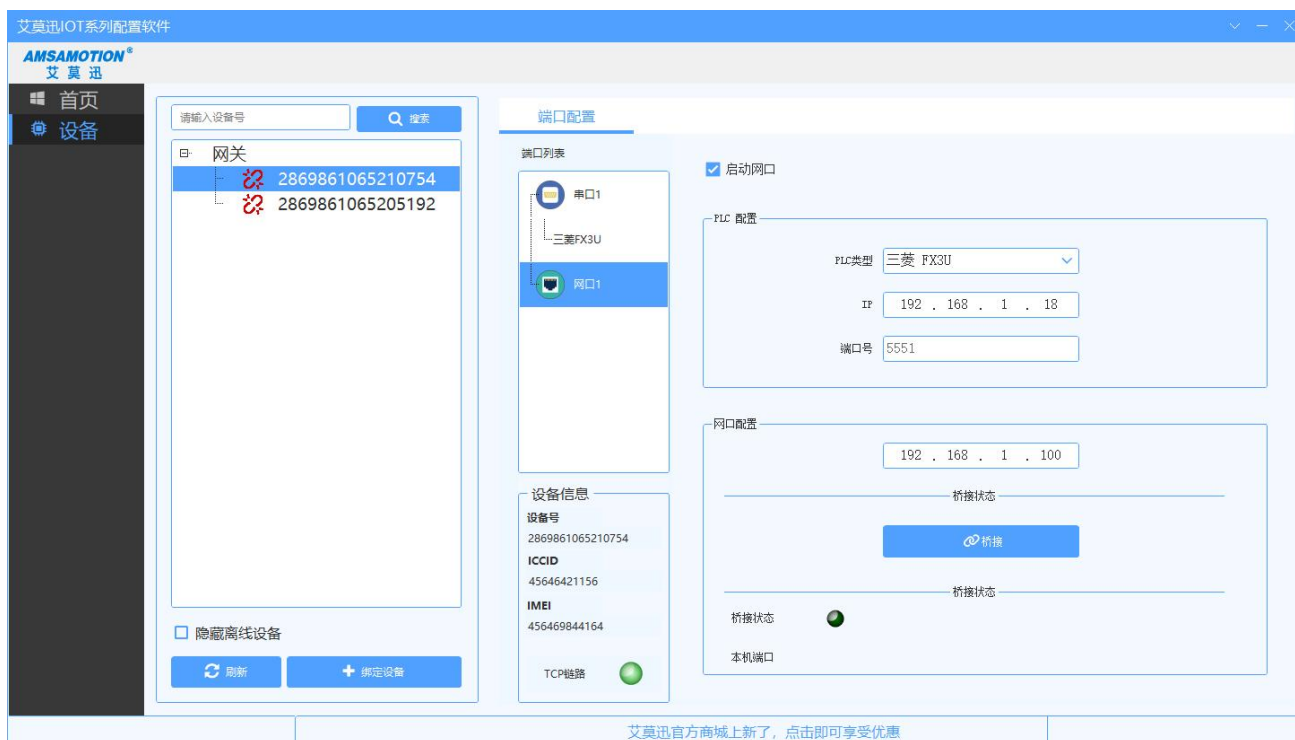 艾莫迅IOT系列配置软件
AMSAMOTION®
艾莫迅
首页
设备
请输入设备号
搜索
网关
2869861065210754
2869861065205192
隐藏离线设备
刷新
绑定设备
端口配置
端口列表
串口1
三菱FX3U
网口1
设备信息
设备号
2869861065210754
ICCID
45646421156
IMEI
456469844164
TCP链路
启动网口
PLC 配置
PLC类型 三菱 FX3U
IP 192 . 168 . 1 . 18
端口号 5551
网口配置
192 . 168 . 1 . 100
桥接状态
桥接
桥接状态
桥接状态
本机端口
艾莫迅官方商城上新了，点击即可享受优惠